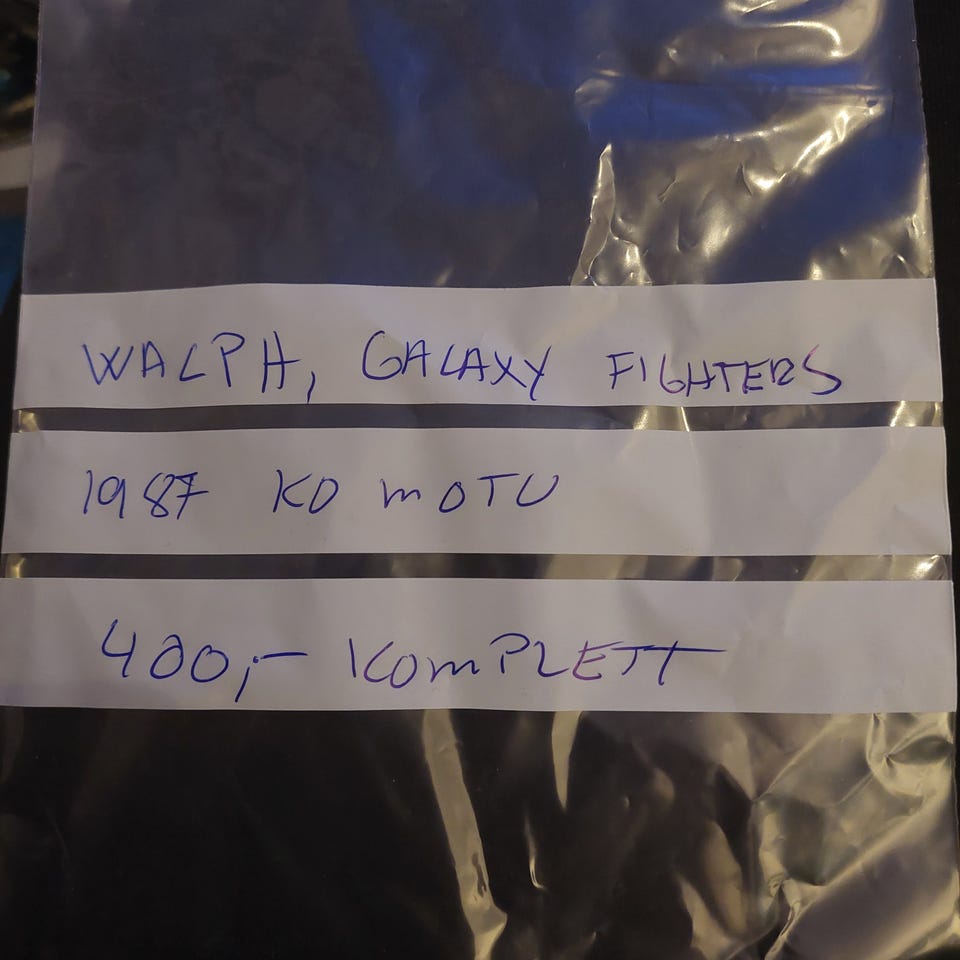 WALPH, GALAXY FIGHTERS
1987 KO MOTU
400,- KOMPLETT